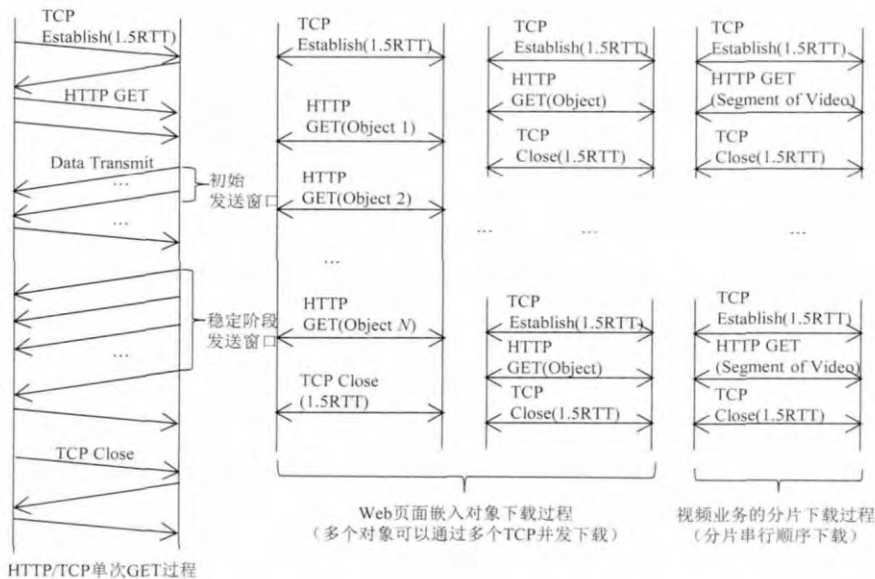 TCP
Establish(1.5RTT)
HTTP GET
Data Transmit
...
初始
发送窗口
...
稳定阶段
发送窗口
...
TCP Close
HTTP/TCP单次GET过程
TCP
Establish(1.5RTT)
HTTP
GET(Object 1)
HTTP
GET(Object 2)
...
HTTP
GET(Object N)
TCP Close
(1.5RTT)
TCP
Establish(1.5RTT)
HTTP
GET(Object)
TCP
Close(1.5RTT)
... ...
TCP
Establish(1.5RTT)
HTTP
GET(Object)
TCP
Close(1.5RTT)
Web页面嵌入对象下载过程
(多个对象可以通过多个TCP并发下载)
TCP
Establish(1.5RTT)
HTTP GET
(Segment of Video)
TCP
Close(1.5RTT)
...
TCP
Establish(1.5RTT)
HTTP GET
(Segment of Video)
TCP
Close(1.5RTT)
视频业务的分片下载过程
(分片串行顺序下载)